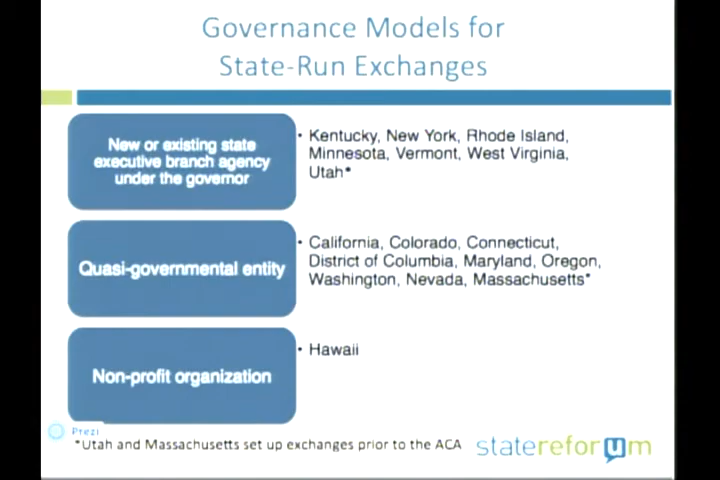 Governance Models for
State-Run Exchanges
New or existing state
executive branch agency
under the governor
• Kentucky, New York, Rhode Island,
Minnesota, Vermont, West Virginia,
Utah*
Quasi-governmental entity
• California, Colorado, Connecticut,
District of Columbia, Maryland, Oregon,
Washington, Nevada, Massachusetts*
Non-profit organization
• Hawaii
Prezi
*Utah and Massachusetts set up exchanges prior to the ACA
statereforum